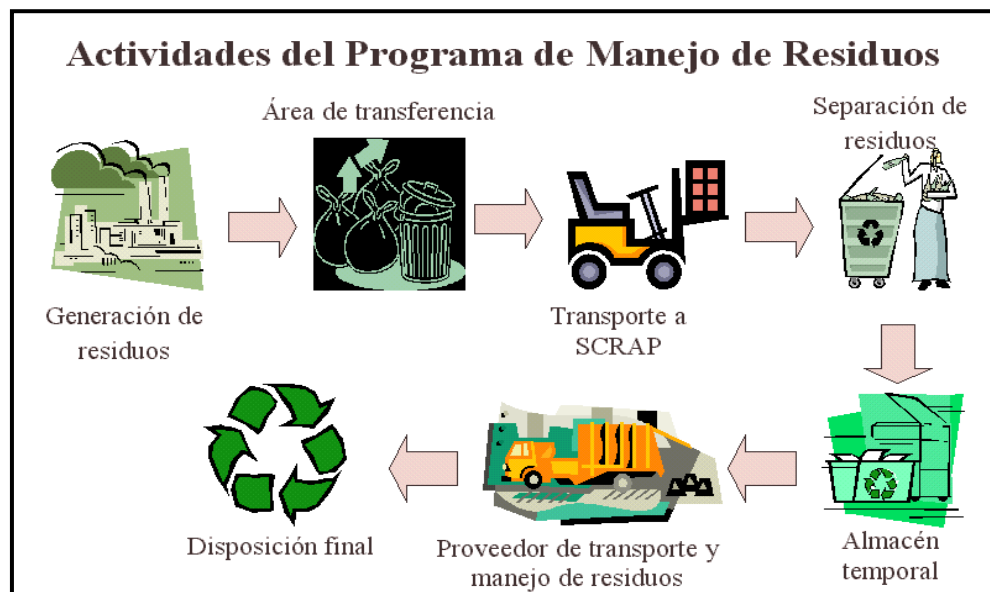 Actividades del Programa de Manejo de Residuos
Área de transferencia
Separación de
residuos
Generación de
residuos
Transporte a
SCRAP
Disposición final
Proveedor de transporte y
manejo de residuos
Almacén
temporal